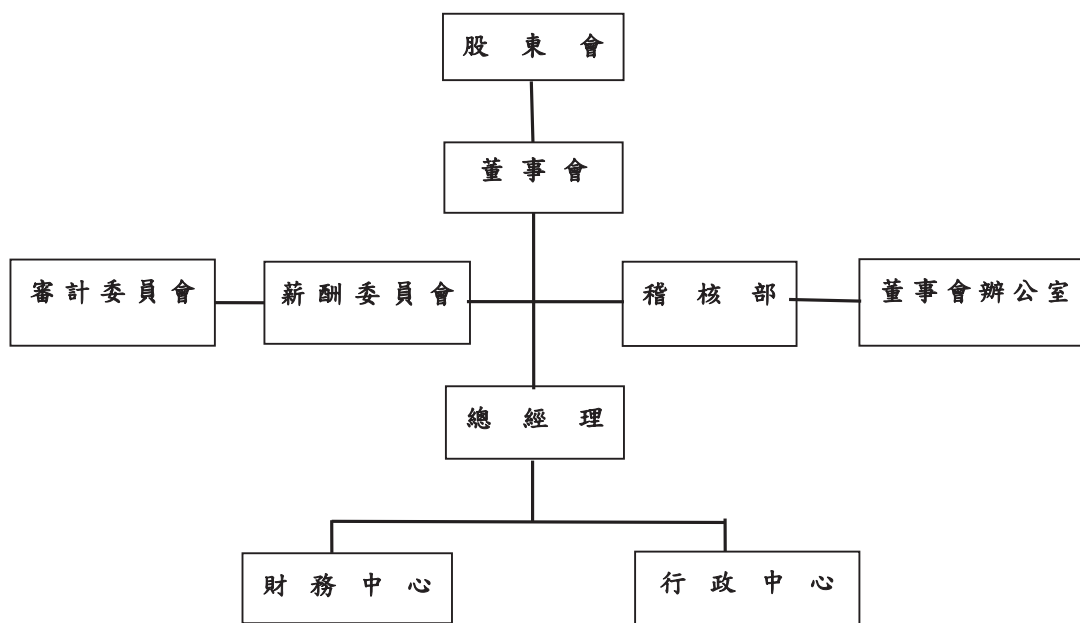 股東會
董事會
審計委員會
薪酬委員會
稽核部
董事會辦公室
總經理
財務中心
行政中心